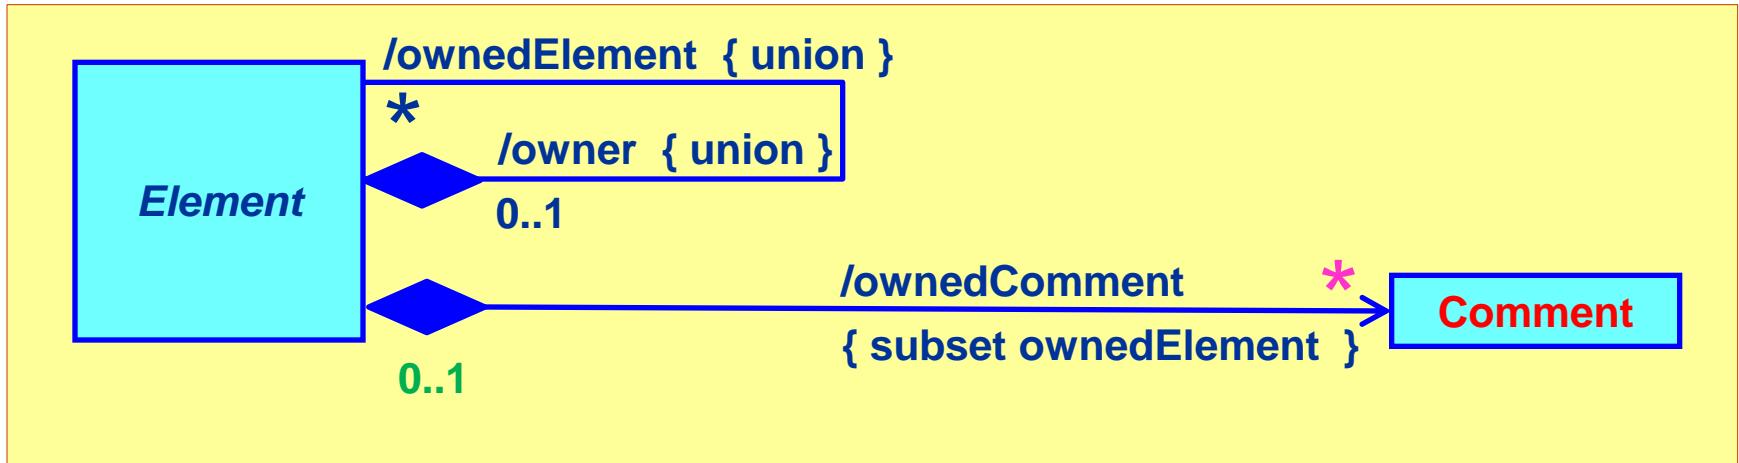 /ownedElement { union }
*
/owner { union }
Element
0..1
/ownedComment
*
Comment
{ subset ownedElement }
0..1